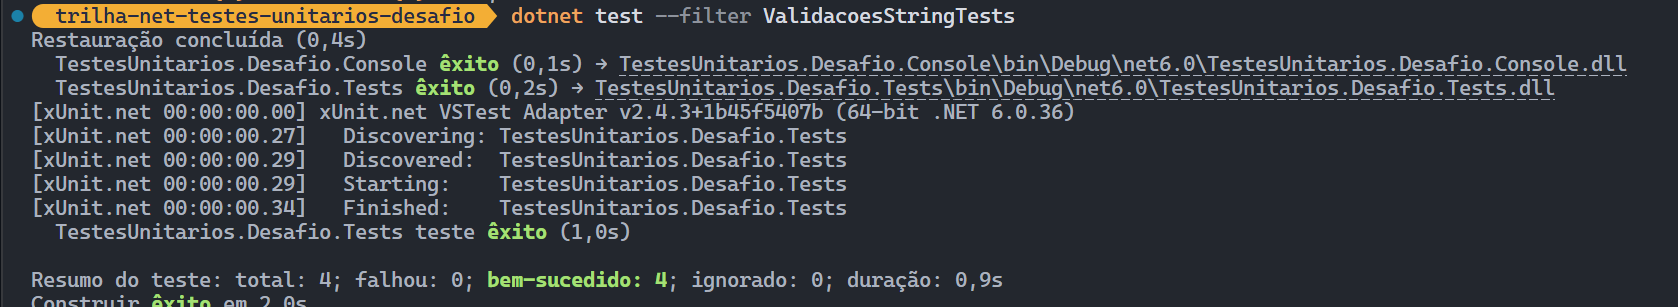 trilha-net-testes-unitarios-desafio dotnet test --filter ValidacoesStringTests
Restauração concluída (0,4s)
TestesUnitarios.Desafio.Console êxito (0,1s) → TestesUnitarios.Desafio.Console\bin\Debug\net6.0\TestesUnitarios.Desafio.Console.dll
TestesUnitarios.Desafio.Tests êxito (0,2s) → TestesUnitarios.Desafio.Tests\bin\Debug\net6.0\TestesUnitarios.Desafio.Tests.dll
[xUnit.net 00:00:00.00] xUnit.net VSTest Adapter v2.4.3+1b45f5407b (64-bit .NET 6.0.36)
[xUnit.net 00:00:00.27]   Discovering: TestesUnitarios.Desafio.Tests
[xUnit.net 00:00:00.29]   Discovered:  TestesUnitarios.Desafio.Tests
[xUnit.net 00:00:00.29]   Starting:    TestesUnitarios.Desafio.Tests
[xUnit.net 00:00:00.34]   Finished:    TestesUnitarios.Desafio.Tests
TestesUnitarios.Desafio.Tests teste êxito (1,0s)
Resumo do teste: total: 4; falhou: 0; bem-sucedido: 4; ignorado: 0; duração: 0,9s
Construir êxito em 2,0s